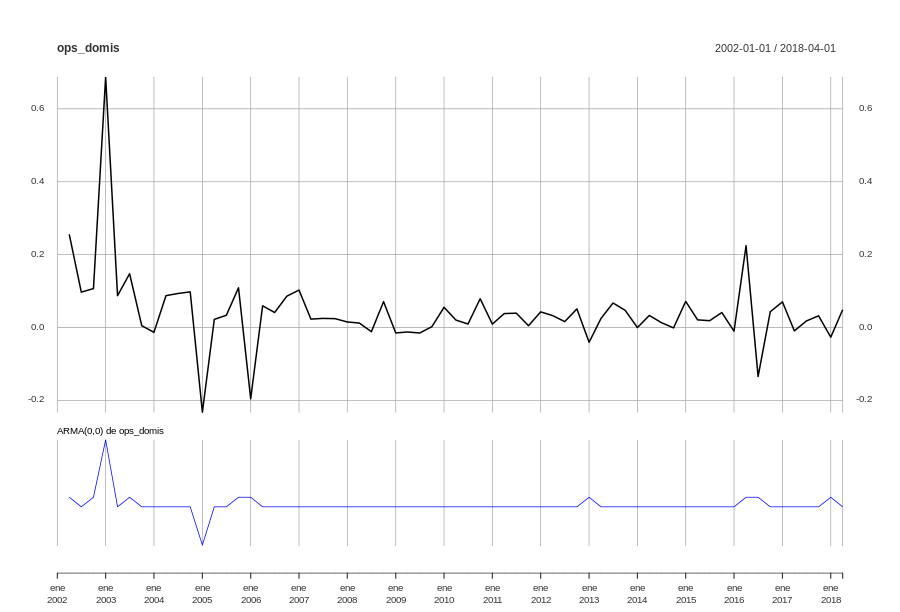 ops_domis 2002-01-01 / 2018-04-01
0.6 0.6
0.4 0.4
0.2 0.2
0.0 0.0
-0.2 -0.2
ARMA(0,0) de ops_domis
ene ene ene ene ene ene ene ene ene ene ene ene ene ene ene ene ene
2002 2003 2004 2005 2006 2007 2008 2009 2010 2011 2012 2013 2014 2015 2016 2017 2018